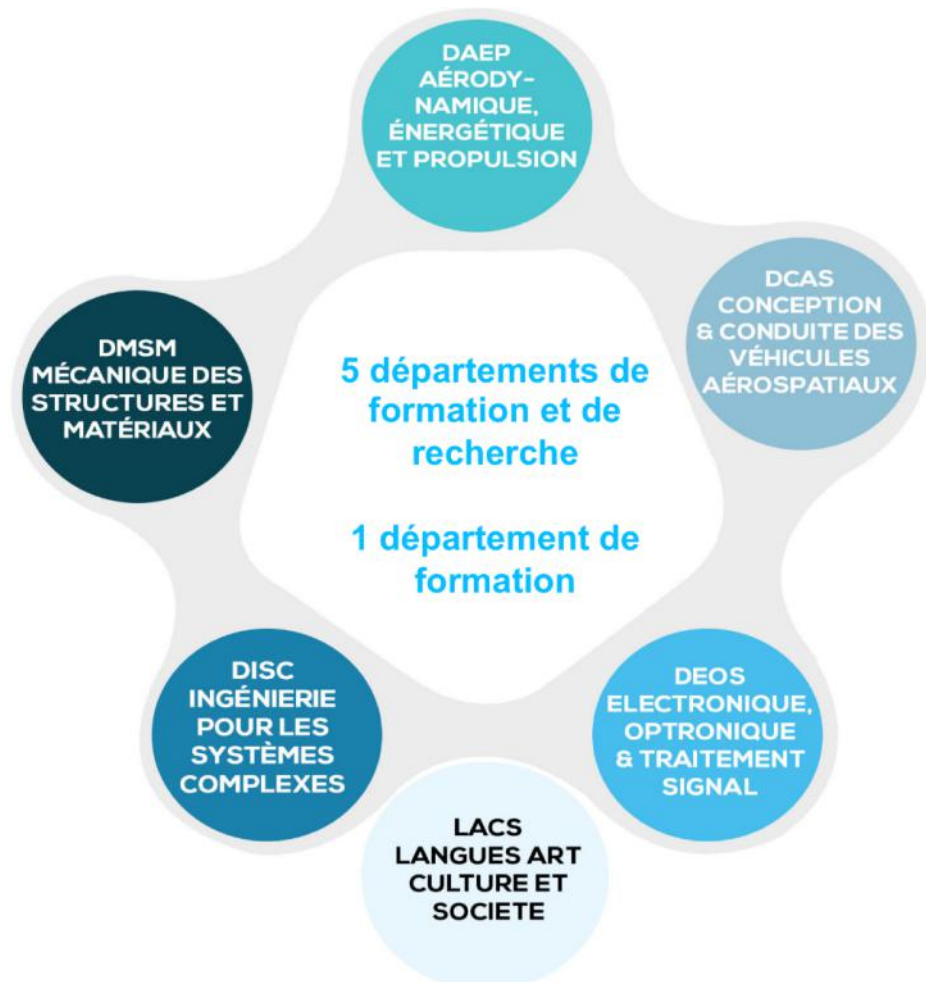 DAEP
AÉRODY-
NAMIQUE,
ÉNERGÉTIQUE
ET PROPULSION
DCAS
CONCEPTION
& CONDUITE DES
VÉHICULES
AÉROSPATIAUX
DMSM
MÉCANIQUE DES
STRUCTURES ET
MATÉRIAUX
5 départements de
formation et de
recherche
1 département de
formation
DISC
INGÉNIERIE
POUR LES
SYSTÈMES
COMPLEXES
DEOS
ELECTRONIQUE,
OPTRONIQUE
& TRAITEMENT
SIGNAL
LACS
LANGUES ART
CULTURE ET
SOCIETE